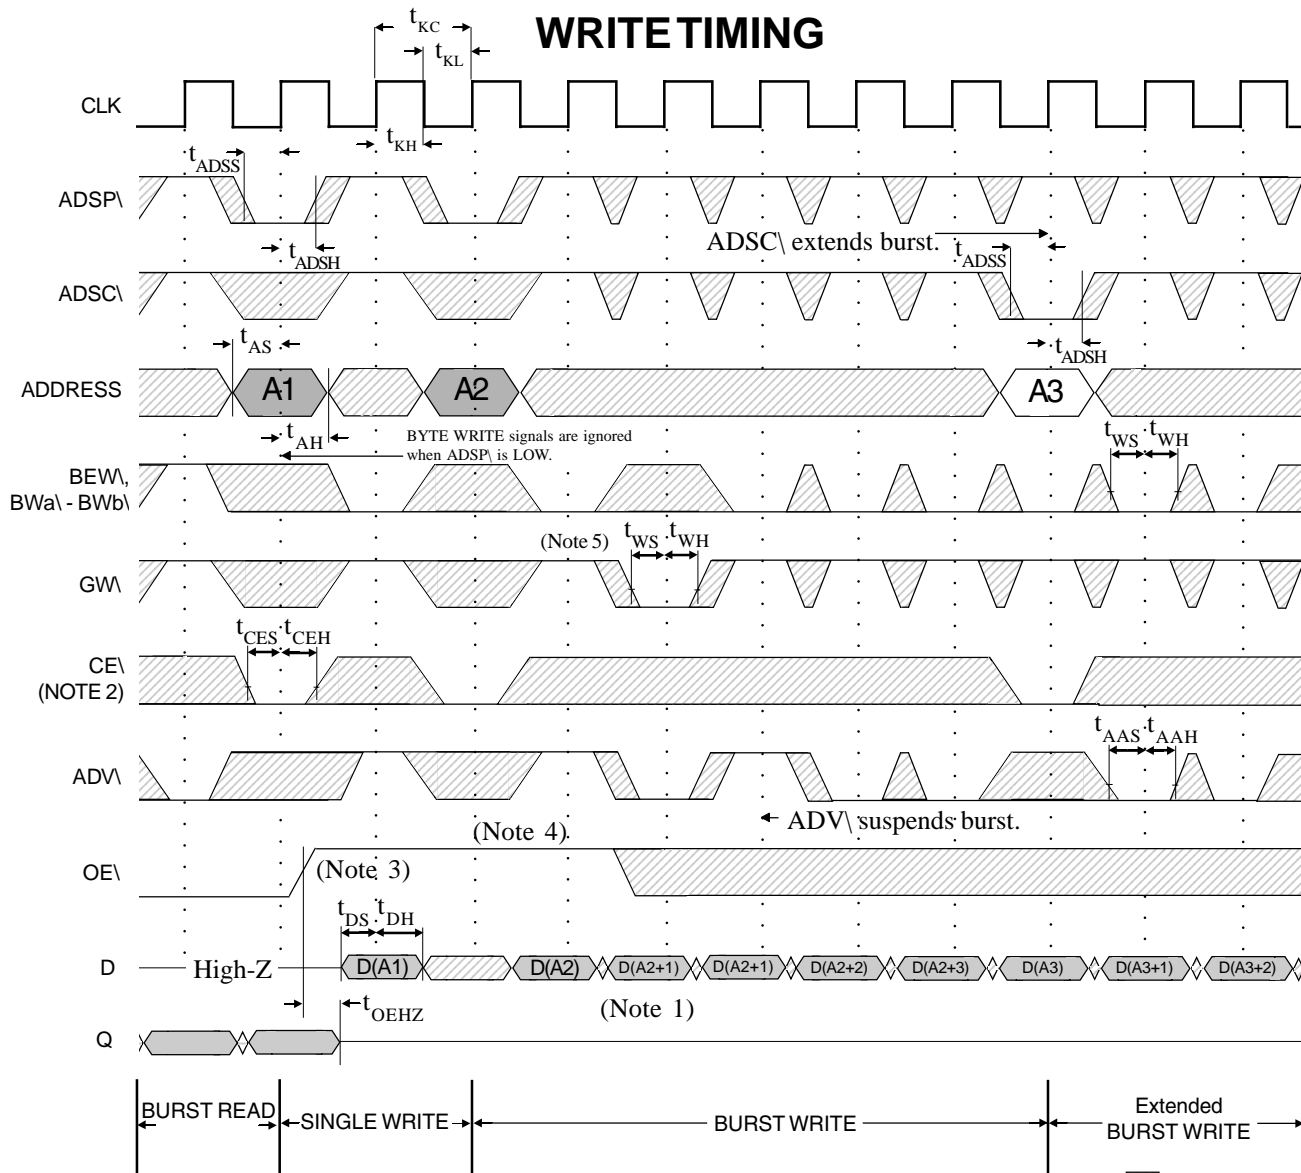 WRITE TIMING
tKC
tKL
CLK
tKH
tADSS
ADSP\
ADSC\ extends burst.
tADSH
tADSS
ADSC\
tAS
tADSH
ADDRESS
A1
A2
A3
tAH
BYTE WRITE signals are ignored
when ADSP\ is LOW.
tWS tWH
BEW\,
BWa\ - BWb\
(Note 5)
tWS tWH
GW\
tCES tCEH
CE\
(NOTE 2)
tAAS tAAH
ADV\
ADV\ suspends burst.
(Note 4)
(Note 3)
OE\
tDS tDH
D
High-Z
D(A1)
D(A2)
D(A2+1)
D(A2+1)
D(A2+2)
D(A2+3)
D(A3)
D(A3+1)
D(A3+2)
tOEHZ
(Note 1)
Q
BURST READ
SINGLE WRITE
BURST WRITE
Extended
BURST WRITE